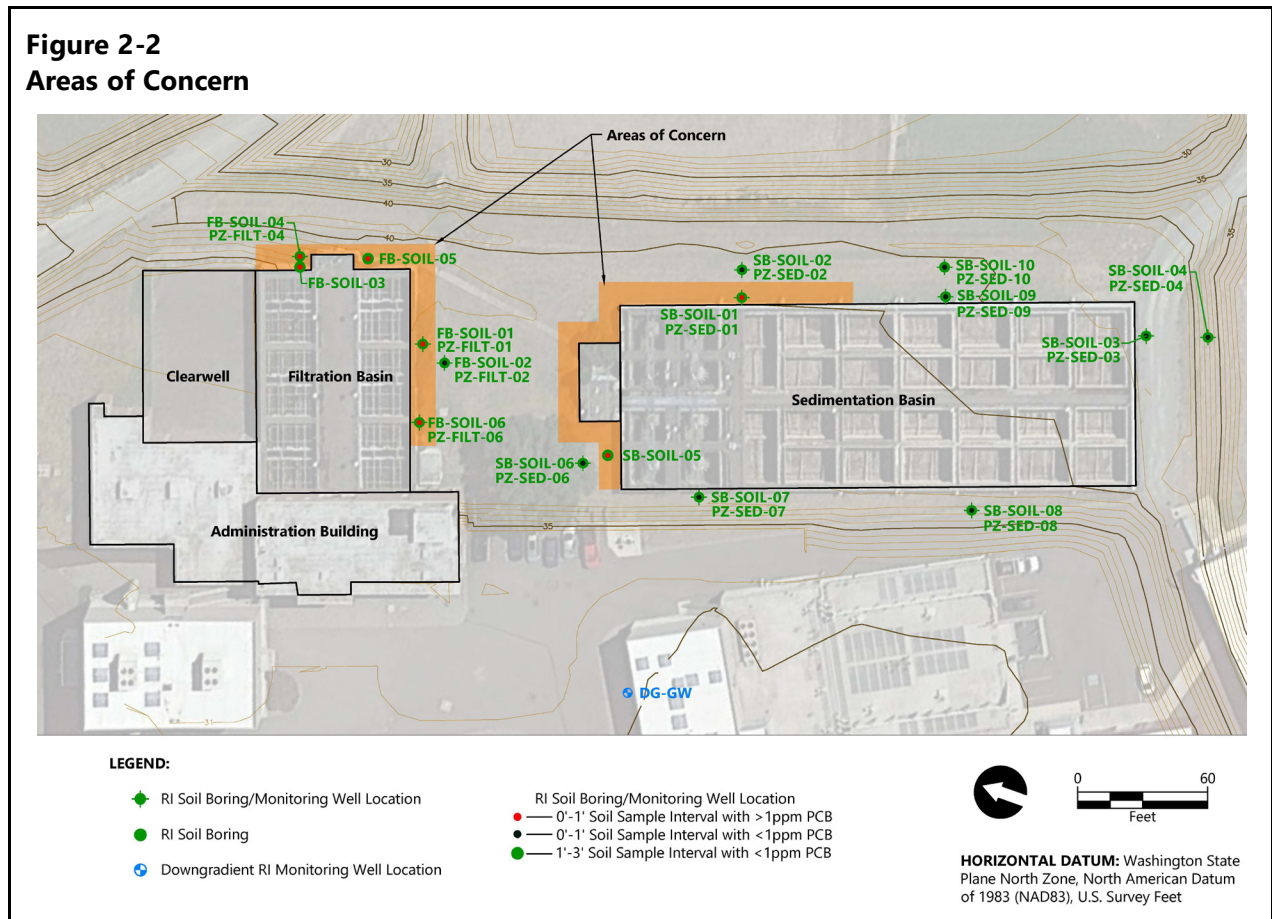 Figure 2-2
Areas of Concern
Areas of Concern
30
35
40
30
35
40
FB-SOIL-04
PZ-FILT-04
FB-SOIL-05
FB-SOIL-03
SB-SOIL-02
PZ-SED-02
SB-SOIL-10
PZ-SED-10
SB-SOIL-04
PZ-SED-04
SB-SOIL-01
PZ-SED-01
SB-SOIL-09
PZ-SED-09
FB-SOIL-01
PZ-FILT-01
SB-SOIL-03
PZ-SED-03
FB-SOIL-02
PZ-FILT-02
Clearwell
Filtration Basin
Sedimentation Basin
FB-SOIL-06
PZ-FILT-06
SB-SOIL-05
SB-SOIL-06
PZ-SED-06
SB-SOIL-07
PZ-SED-07
SB-SOIL-08
PZ-SED-08
35
Administration Building
DG-GW
31
LEGEND:
RI Soil Boring/Monitoring Well Location
RI Soil Boring
Downgradient RI Monitoring Well Location
RI Soil Boring/Monitoring Well Location
0'-1' Soil Sample Interval with >1ppm PCB
0'-1' Soil Sample Interval with <1ppm PCB
1'-3' Soil Sample Interval with <1ppm PCB
0 60
Feet
HORIZONTAL DATUM: Washington State
Plane North Zone, North American Datum
of 1983 (NAD83), U.S. Survey Feet